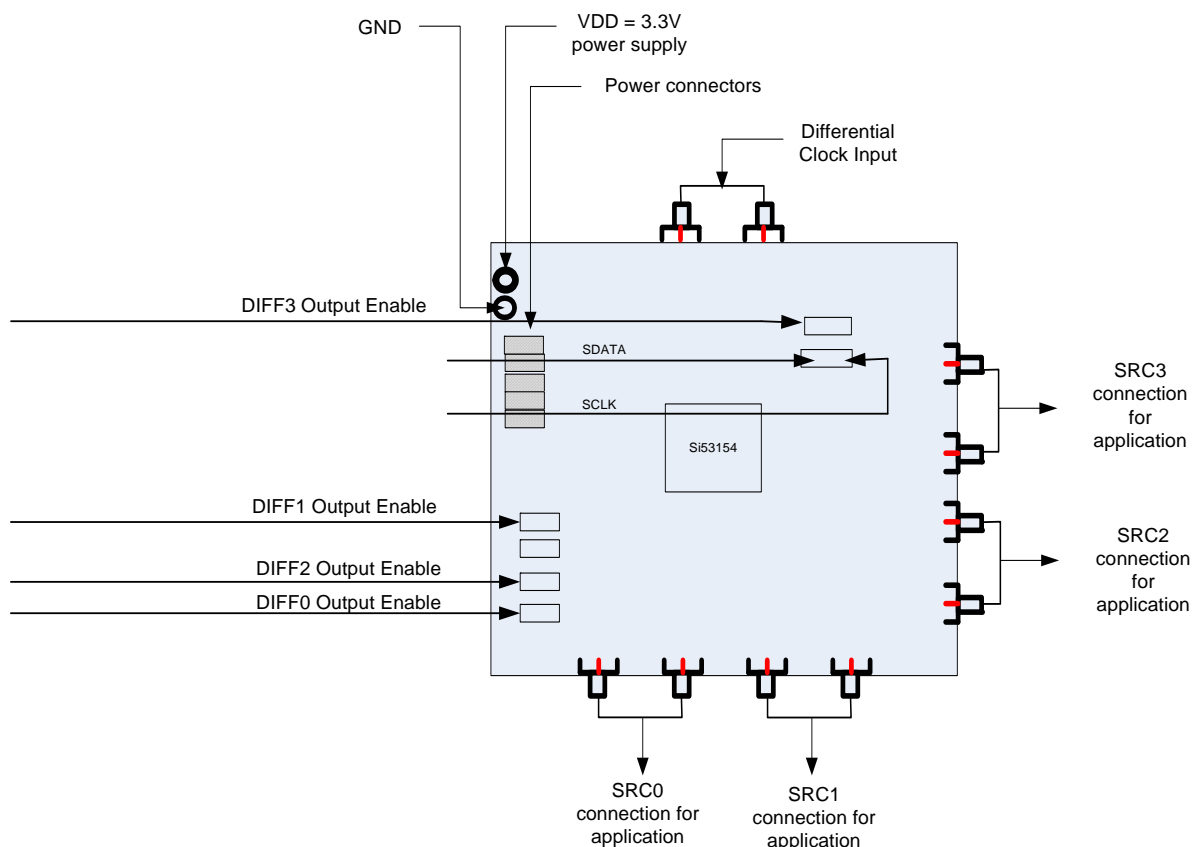 GND
VDD = 3.3V
power supply
Power connectors
Differential
Clock Input
DIFF3 Output Enable
SDATA
SCLK
Si53154
SRC3
connection
for
application
DIFF1 Output Enable
SRC2
connection
for
application
DIFF2 Output Enable
DIFF0 Output Enable
SRC0
connection for
application
SRC1
connection for
application